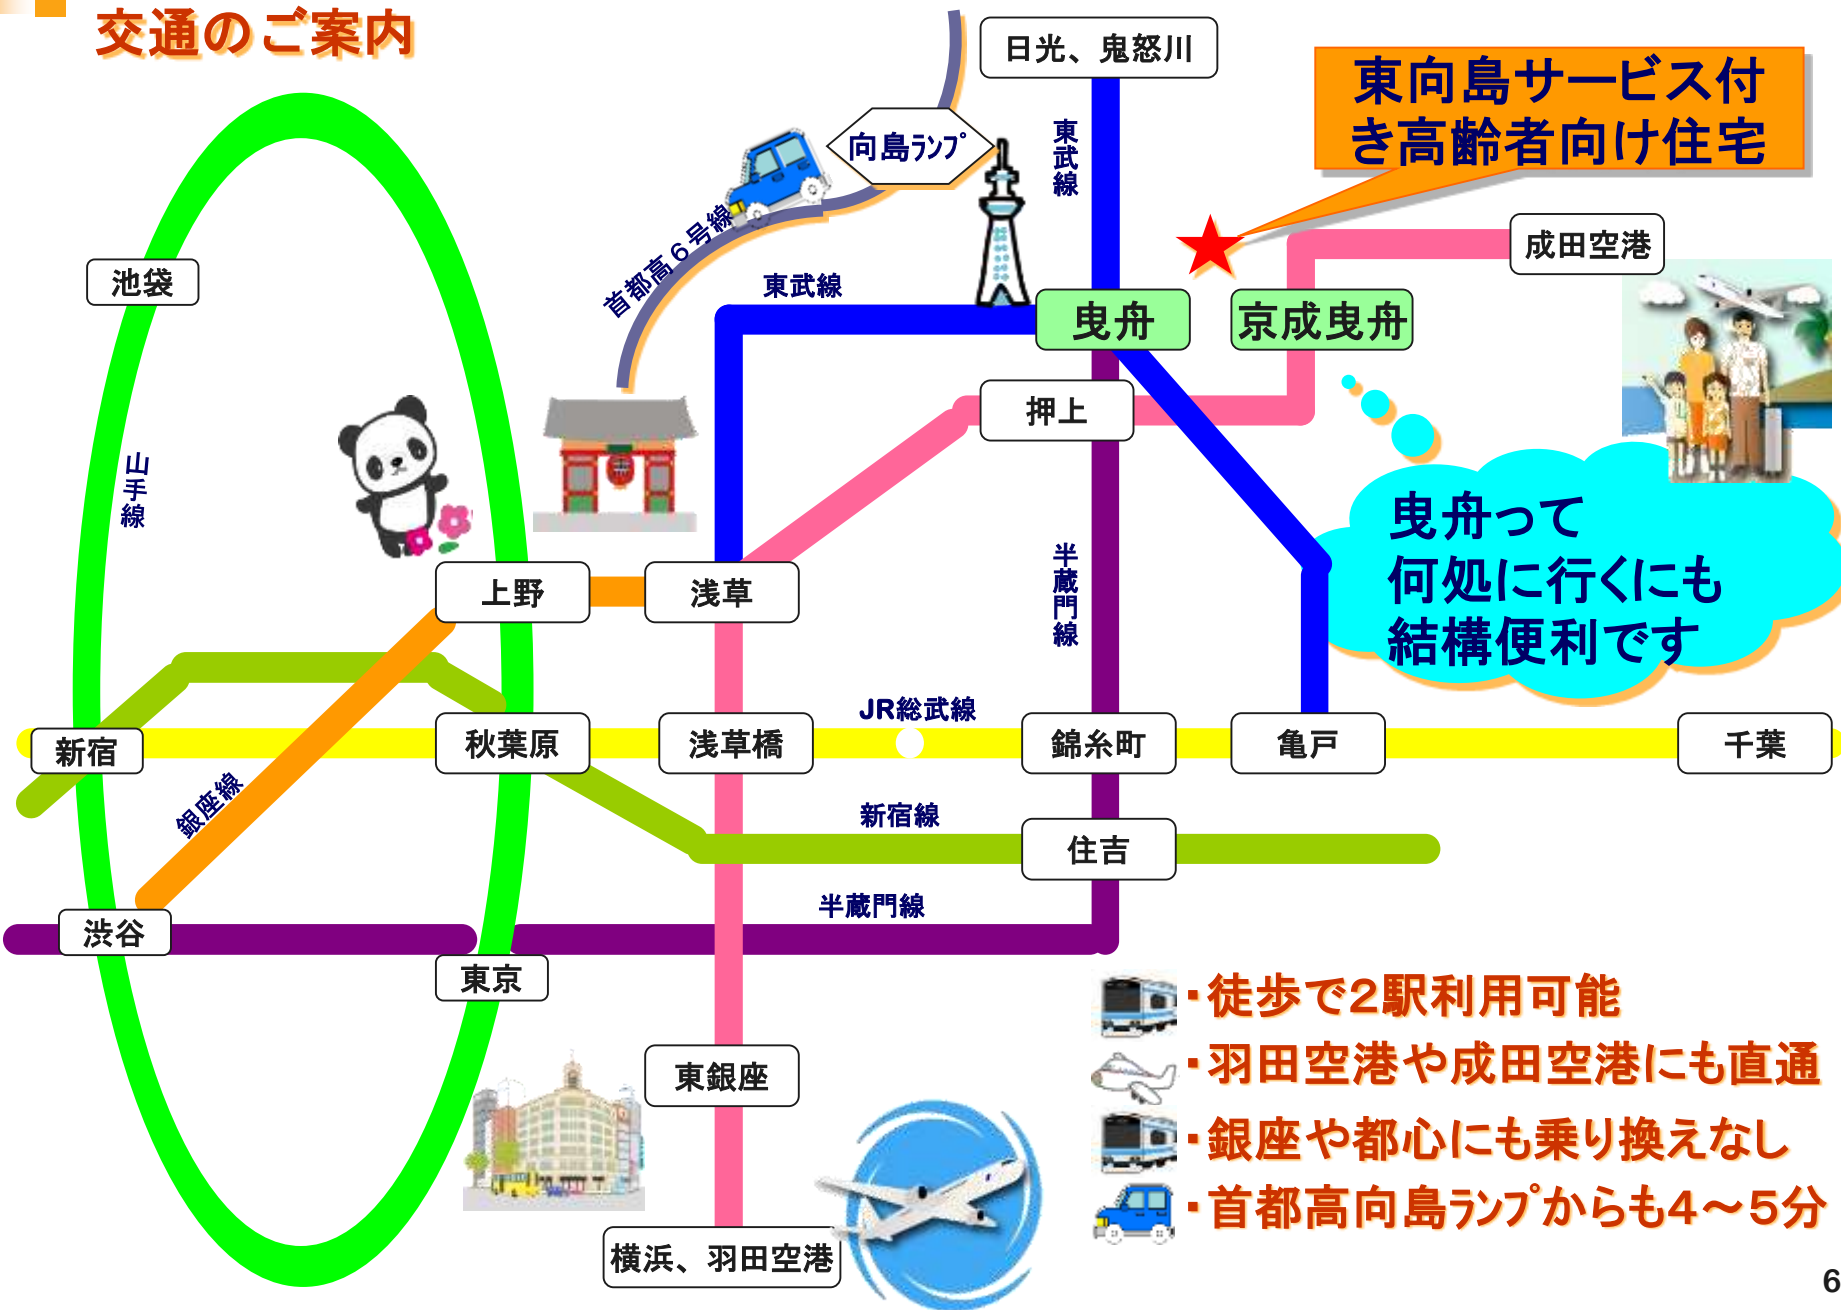 交通のご案内
日光、鬼怒川
東向島サービス付
き高齢者向け住宅
向島ランプ
東武線
首都高6号線
成田空港
池袋
東武線
曳舟
京成曳舟
押上
山手線
曳舟って
何処に行くにも
結構便利です
半蔵門線
上野
浅草
JR総武線
新宿
秋葉原
浅草橋
錦糸町
亀戸
千葉
銀座線
新宿線
住吉
半蔵門線
渋谷
東京
・徒歩で2駅利用可能
・羽田空港や成田空港にも直通
東銀座
・銀座や都心にも乗り換えなし
・首都高向島ランプからも4～5分
横浜、羽田空港
6